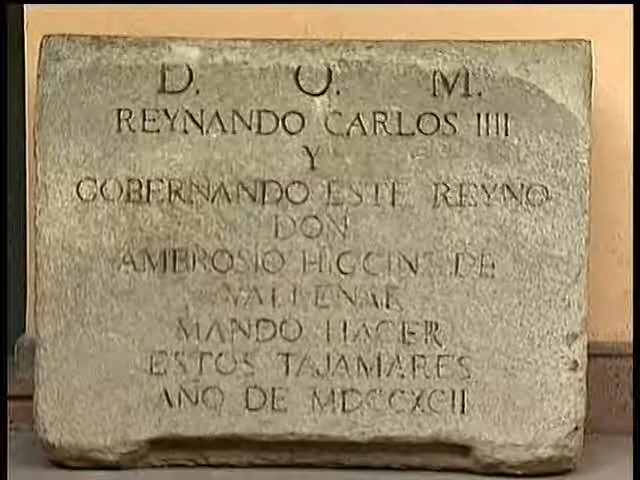 D. O. M.
REYNANDO CARLOS IIII
Y
GOBERNANDO ESTE REYNO
DON
AMBROSIO HIGGINS DE
VALLENAR
MANDO HACER
ESTOS TAJAMARES
AÑO DE MDCCXCII